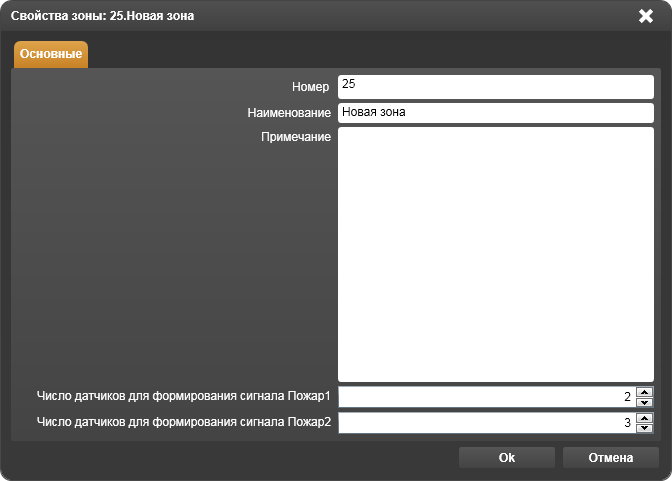 Свойства зоны: 25.Новая зона
Основные
Номер 25
Наименование Новая зона
Примечание
Число датчиков для формирования сигнала Пожар1 2
Число датчиков для формирования сигнала Пожар2 3
Ok Отмена